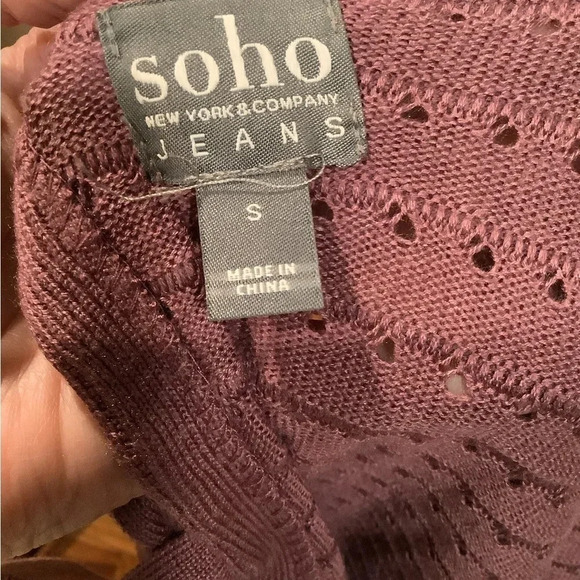 soho
NEW YORK & COMPANY
JEANS
S
MADE IN
CHINA